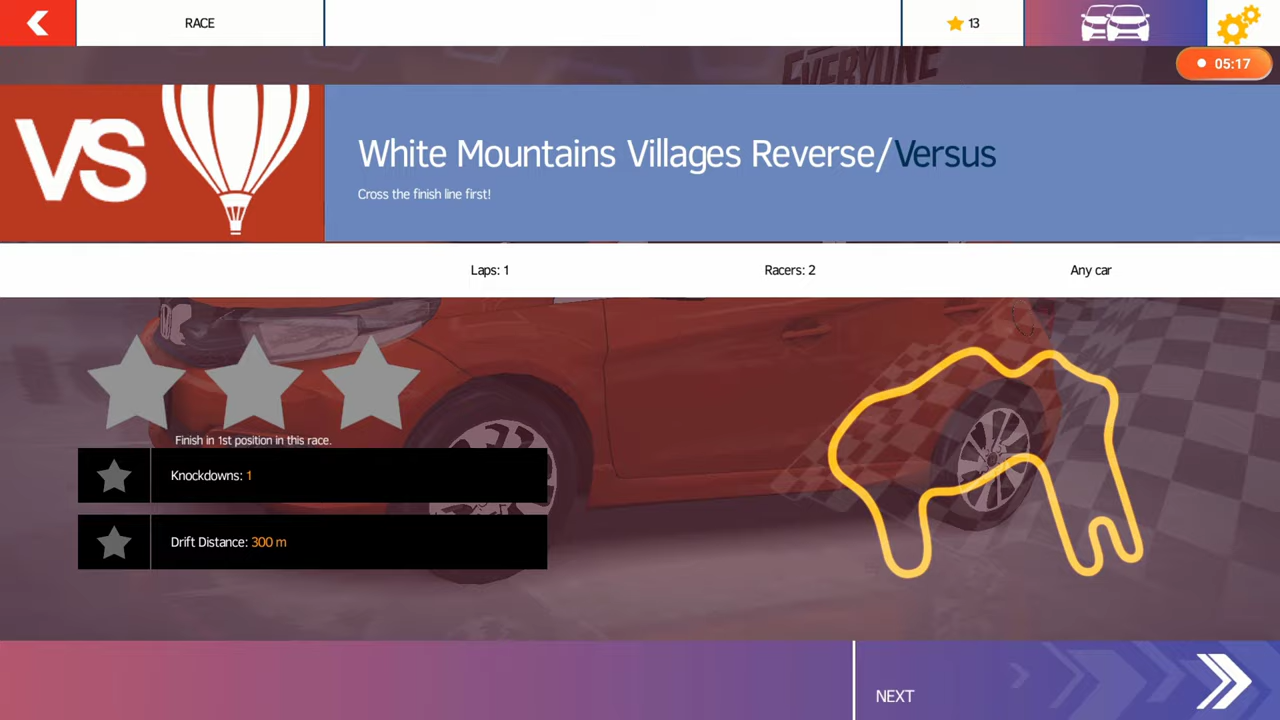 RACE
13
EVERYONE
05:17
VS
White Mountains Villages Reverse/Versus
Cross the finish line first!
Laps: 1
Racers: 2
Any car
Finish in 1st position in this race.
Knockdowns: 1
Drift Distance: 300 m
NEXT